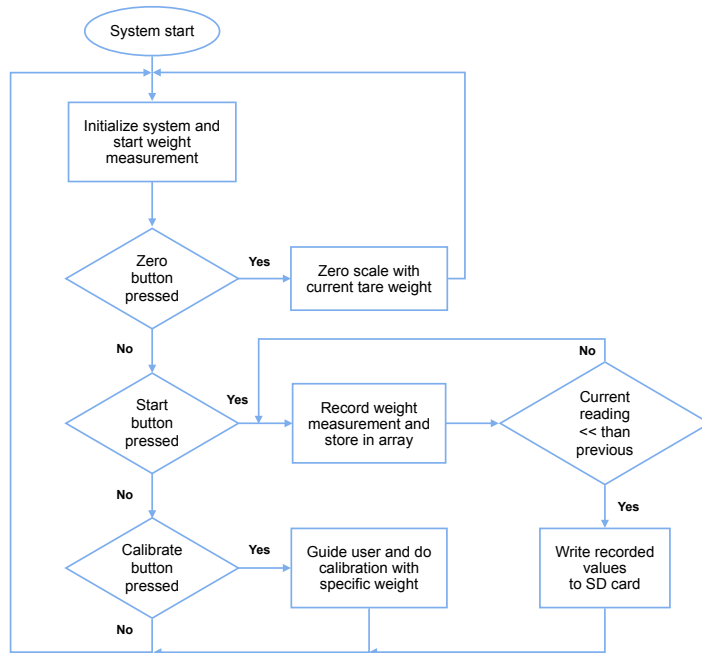 System start
Initialize system and
start weight
measurement
Zero
button
pressed
Yes
Zero scale with
current tare weight
No
Start
button
pressed
Yes
Record weight
measurement and
store in array
No
Current
reading
<< than
previous
No
Yes
Calibrate
button
pressed
Yes
Guide user and do
calibration with
specific weight
Write recorded
values
to SD card
No